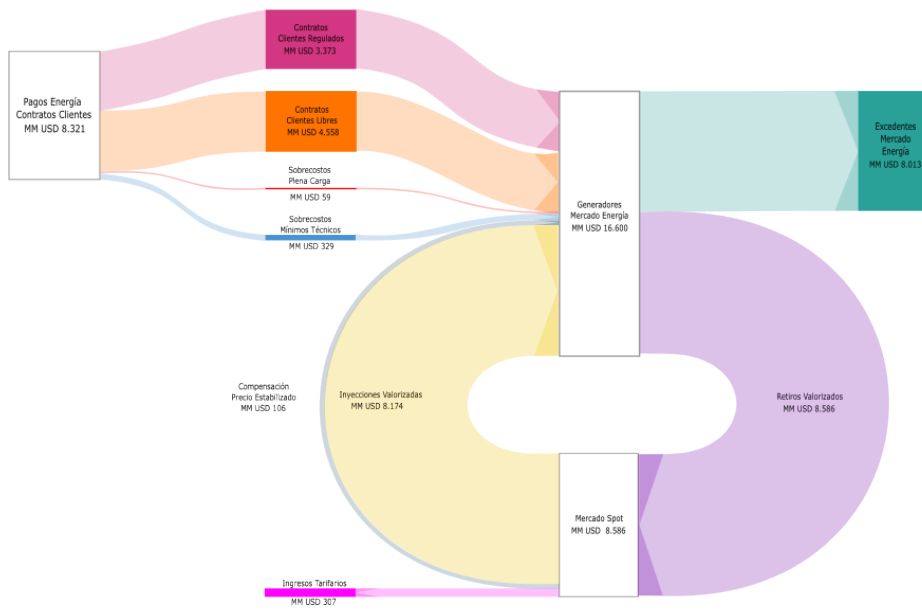 Pagos Energía
Contratos Clientes
MM USD 8.321
Contratos
Clientes Regulados
MM USD 3.373
Contratos
Clientes Libres
MM USD 4.558
Sobrecostos
Plena Carga
MM USD 59
Sobrecostos
Mínimos Técnicos
MM USD 329
Generadores
Mercado Energía
MM USD 16.600
Excedentes
Mercado
Energía
MM USD 8.013
Compensación
Precio Estabilizado
MM USD 106
Inyecciones Valorizadas
MM USD 8.174
Retiros Valorizados
MM USD 8.586
Mercado Spot
MM USD 8.586
Ingresos Tarifarios
MM USD 307